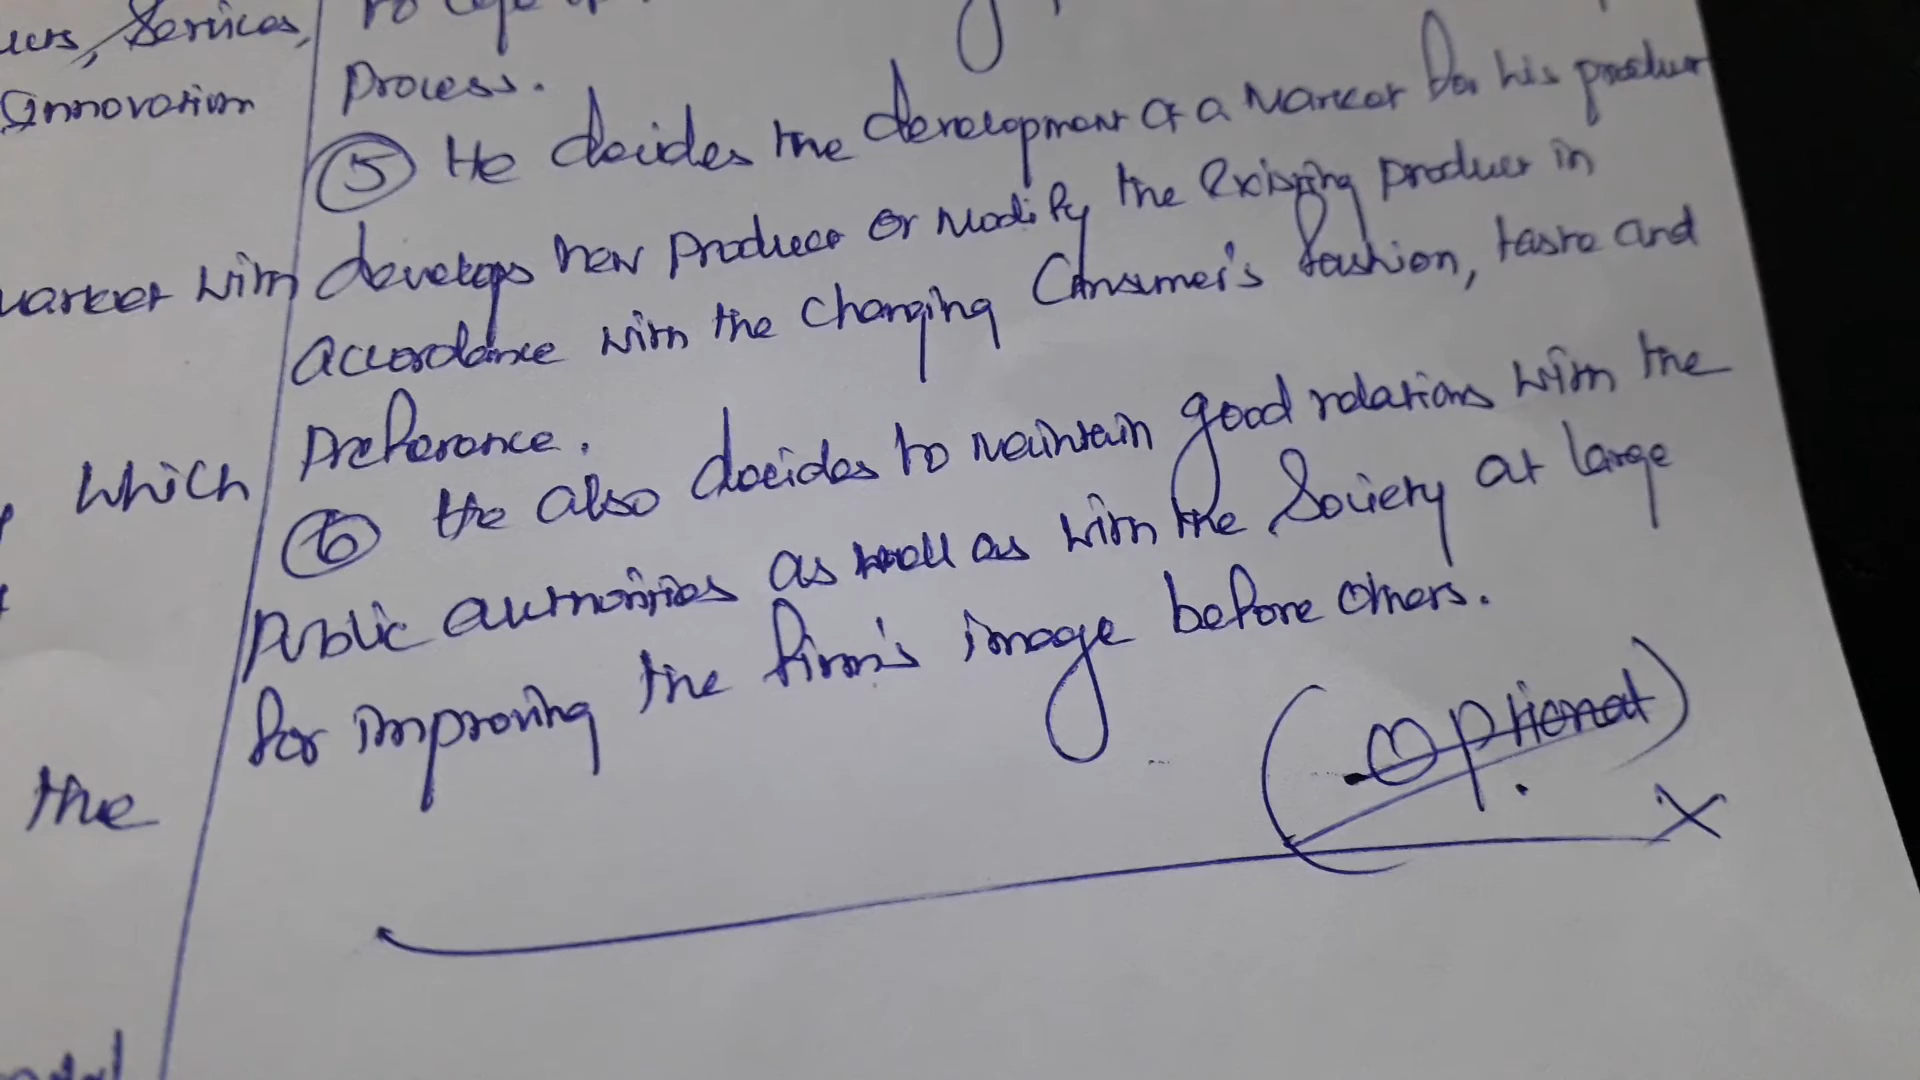 Services,
Innovation
Process.
⑤ He decides the development of a Market for his product
Market with
develops new product or Modify the existing product in
accordance with the changing Consumer's fashion, taste and
Preference.
which
⑥ He also decides to Maintain good relations with the
Public authorities as well as with the Society at large
for improving the firm's image before others.
(Optional)
the